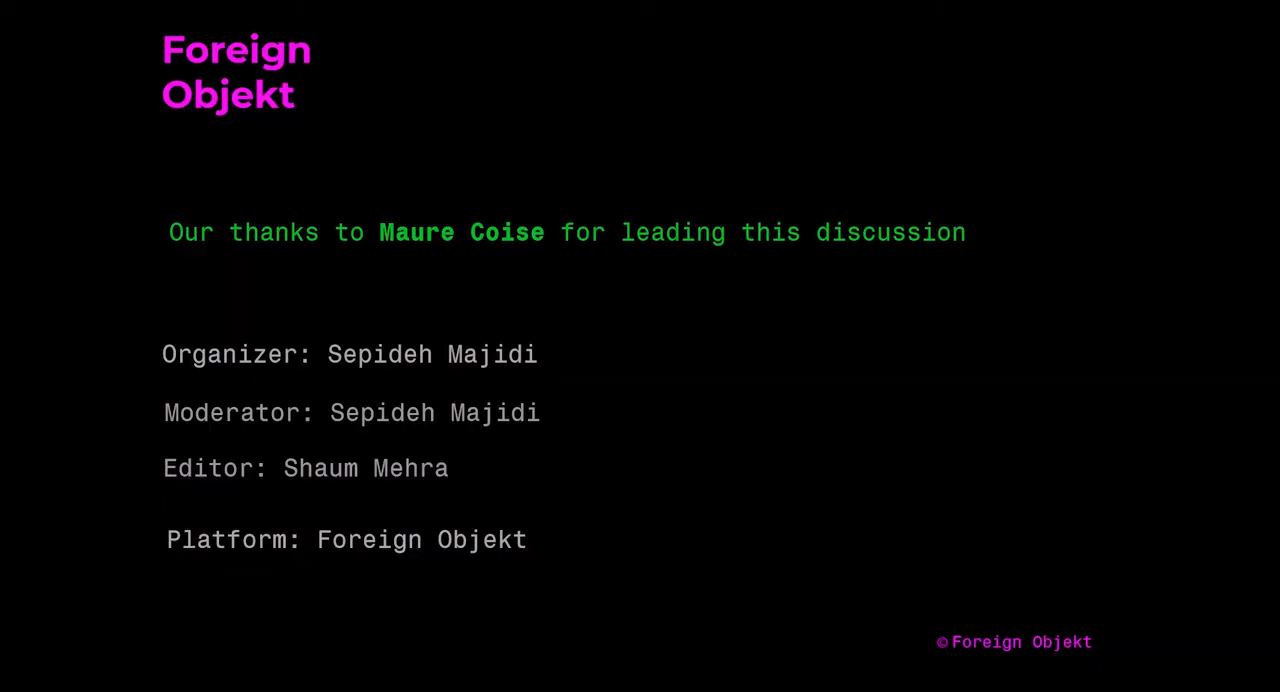 Foreign
Objekt
Our thanks to Maure Coise for leading this discussion
Organizer: Sepideh Majidi
Moderator: Sepideh Majidi
Editor: Shaum Mehra
Platform: Foreign Objekt
©Foreign Objekt